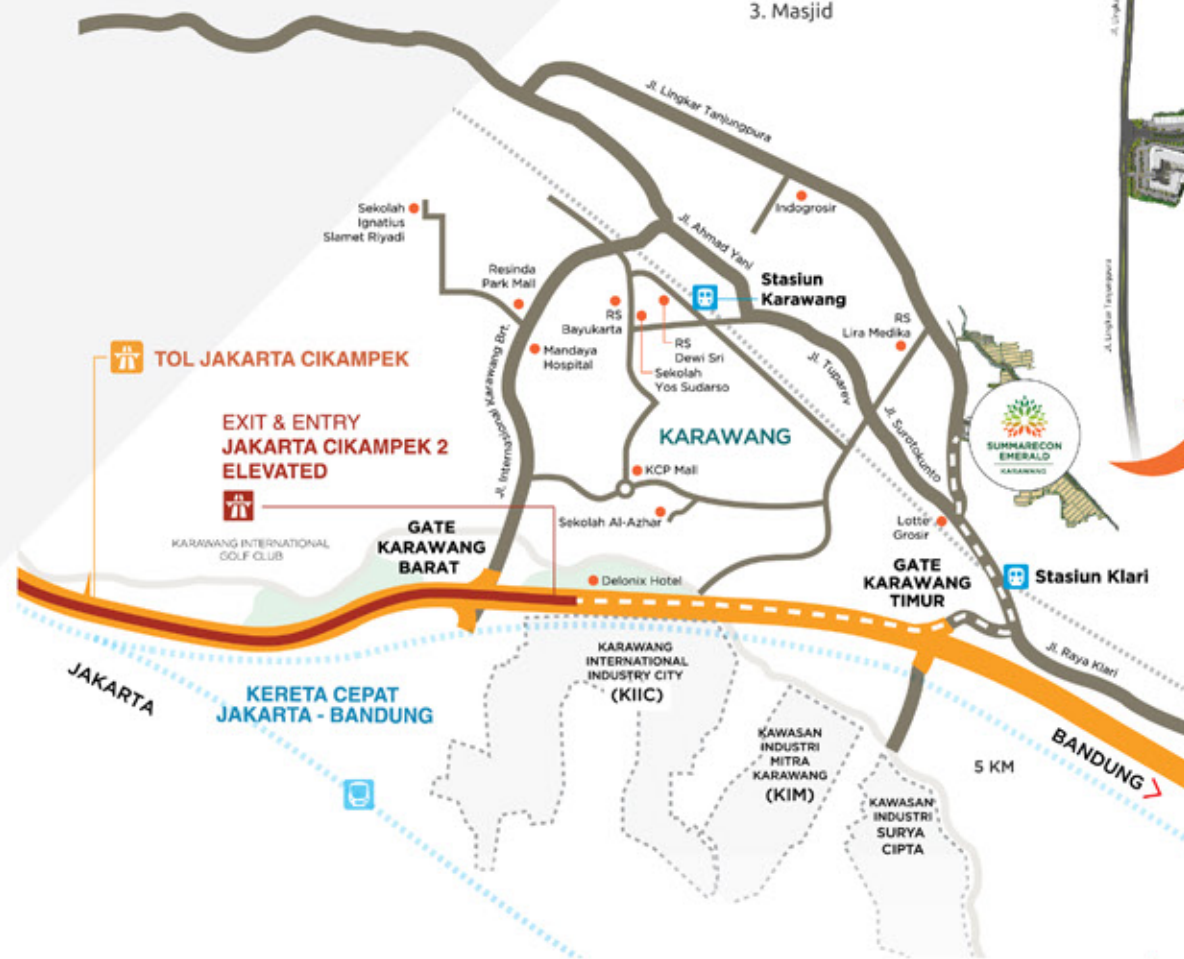 3. Masjid
Jl. Lingkar Tanjungpura
Jl. Lingkar Tanjungpura
Indogrosir
Sekolah
Ignatius
Slamet Riyadi
Jl. Ahmad Yani
Resinda
Park Mall
Stasiun
Karawang
RS
Bayukarta
RS
Lira Medika
RS
Dewi Sri
Mandaya
Hospital
Sekolah
Yos Sudarso
TOL JAKARTA CIKAMPEK
Jl. Internasional Karawang Brt.
Jl. Tuparev
Jl. Surotokunto
EXIT & ENTRY
JAKARTA CIKAMPEK 2
ELEVATED
KARAWANG
SUMMARECON
EMERALD
KARAWANG
KCP Mall
Sekolah Al-Azhar
Lotte
Grosir
KARAWANG INTERNATIONAL
GOLF CLUB
GATE
KARAWANG
BARAT
Delonix Hotel
GATE
KARAWANG
TIMUR
Stasiun Klari
Jl. Raya Klari
JAKARTA
KERETA CEPAT
JAKARTA - BANDUNG
KARAWANG
INTERNATIONAL
INDUSTRY CITY
(KIIC)
KAWASAN
INDUSTRI
MITRA
KARAWANG
(KIM)
KAWASAN
INDUSTRI
SURYA
CIPTA
5 KM
BANDUNG >